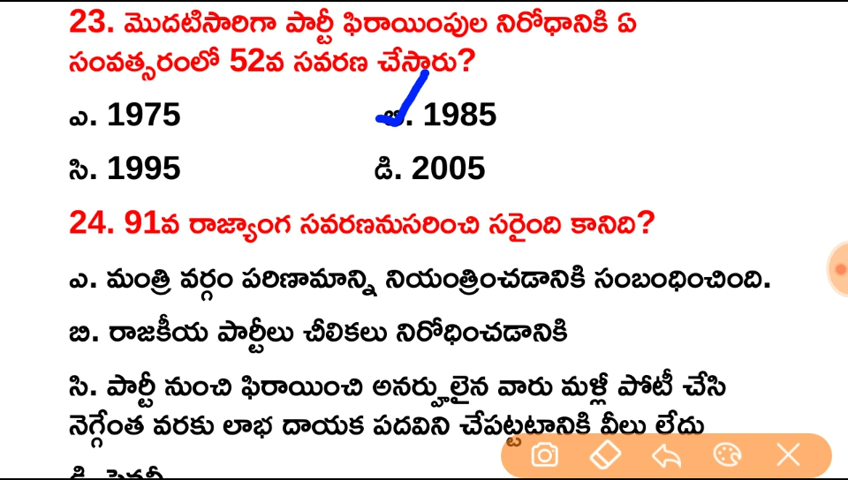 23. మొదటిసారిగా పార్టీ ఫిరాయింపుల నిరోధానికి ఏ
సంవత్సరంలో 52వ సవరణ చేసారు?
ఎ. 1975 బి. 1985
సి. 1995 డి. 2005
24. 91వ రాజ్యాంగ సవరణనుసరించి సరైంది కానిది?
ఎ. మంత్రి వర్గం పరిణామాన్ని నియంత్రించడానికి సంబంధించింది.
బి. రాజకీయ పార్టీలు చీలికలు నిరోధించడానికి
సి. పార్టీ నుంచి ఫిరాయించి అనర్హులైన వారు మళ్లీ పోటీ చేసి
నెగ్గేంత వరకు లాభ దాయక పదవిని చేపట్టటానికి వీలు లేదు